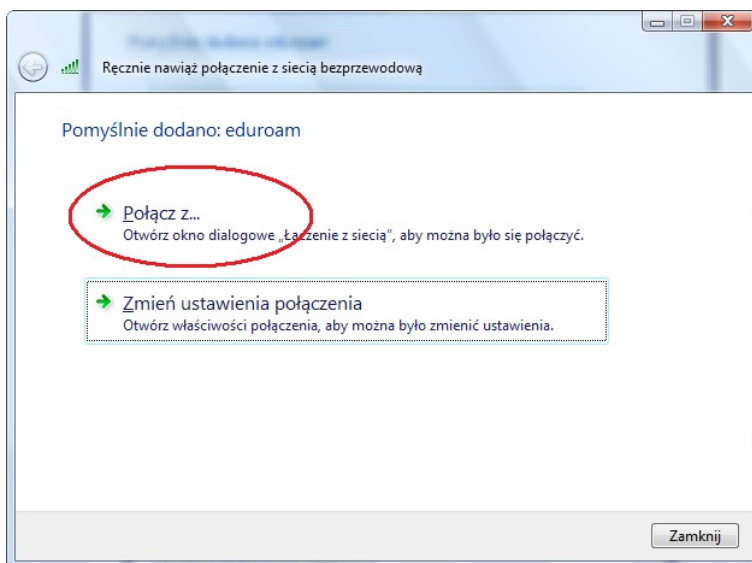 Ręcznie nawiąż połączenie z siecią bezprzewodową
Pomyślnie dodano: eduroam
Połącz z...
Otwórz okno dialogowe „Łączenie z siecią”, aby można było się połączyć.
Zmień ustawienia połączenia
Otwórz właściwości połączenia, aby można było zmienić ustawienia.
Zamknij